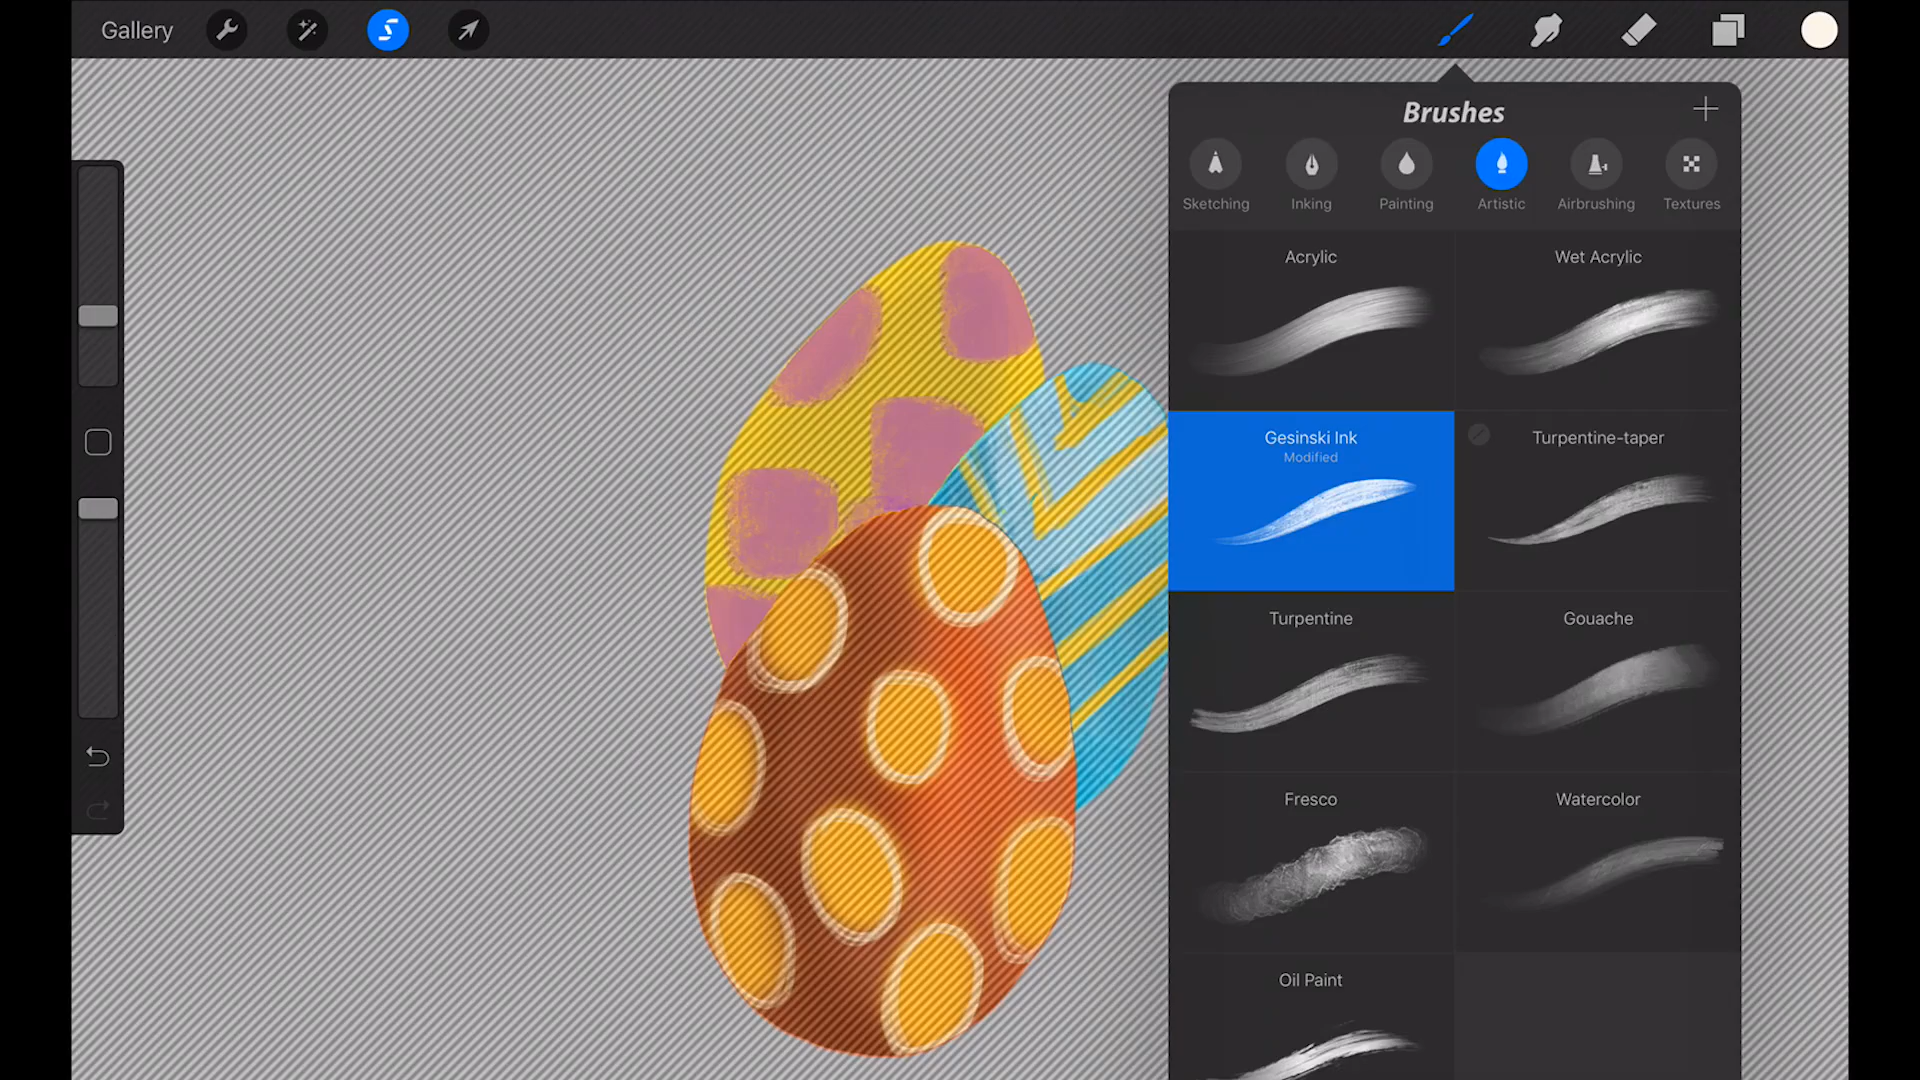 Gallery
Brushes
Sketching
Inking
Painting
Artistic
Airbrushing
Textures
Acrylic
Wet Acrylic
Gesinski Ink
Modified
Turpentine-taper
Turpentine
Gouache
Fresco
Watercolor
Oil Paint